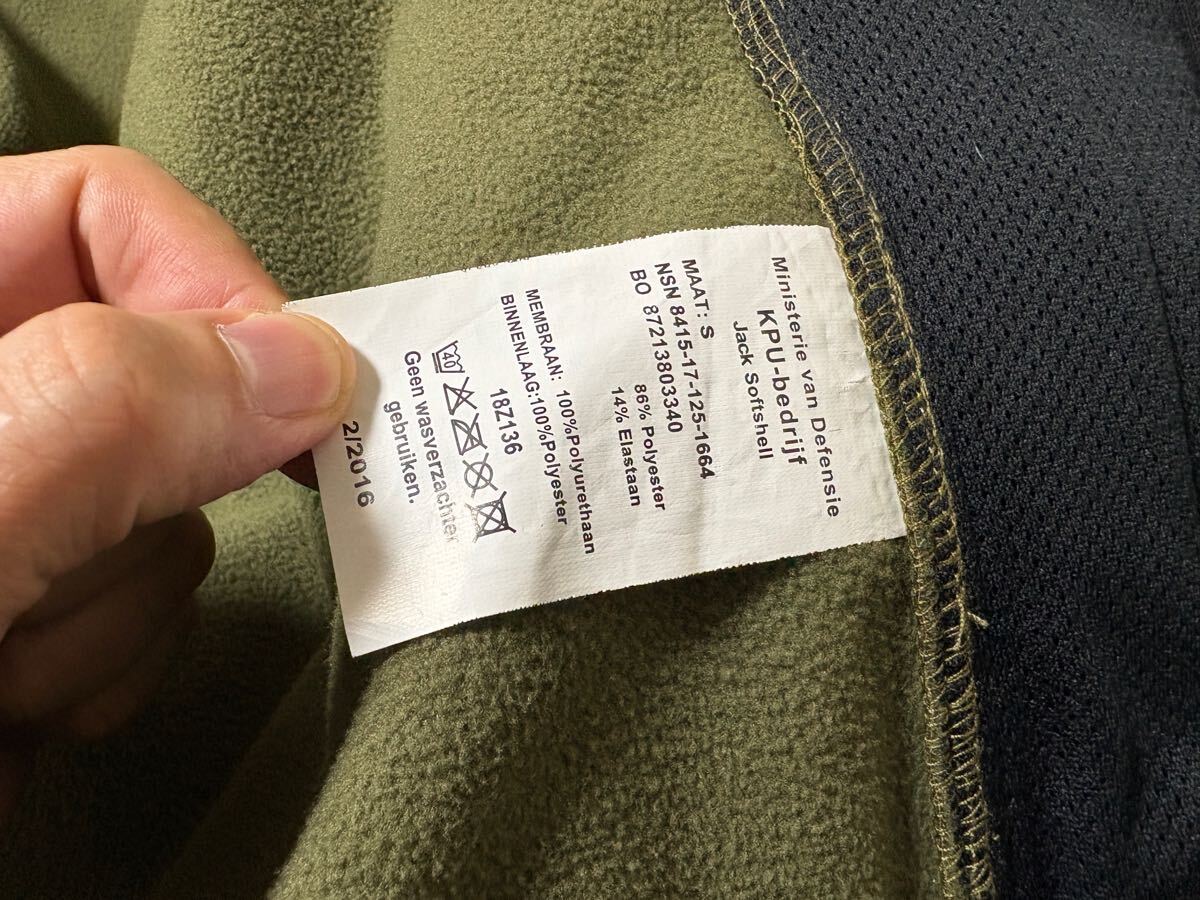 Ministerie van Defensie
KPU-bedrijf
Jack Softshell
MAAT: S
NSN 8415-17-125-1664
BO 87213803340
86% Polyester
14% Elastaan
MEMBRAAN: 100%Polyurethaan
BINNENLAAG:100%Polyester
18Z136
40
Geen wasverzachter
gebruiken.
2/2016